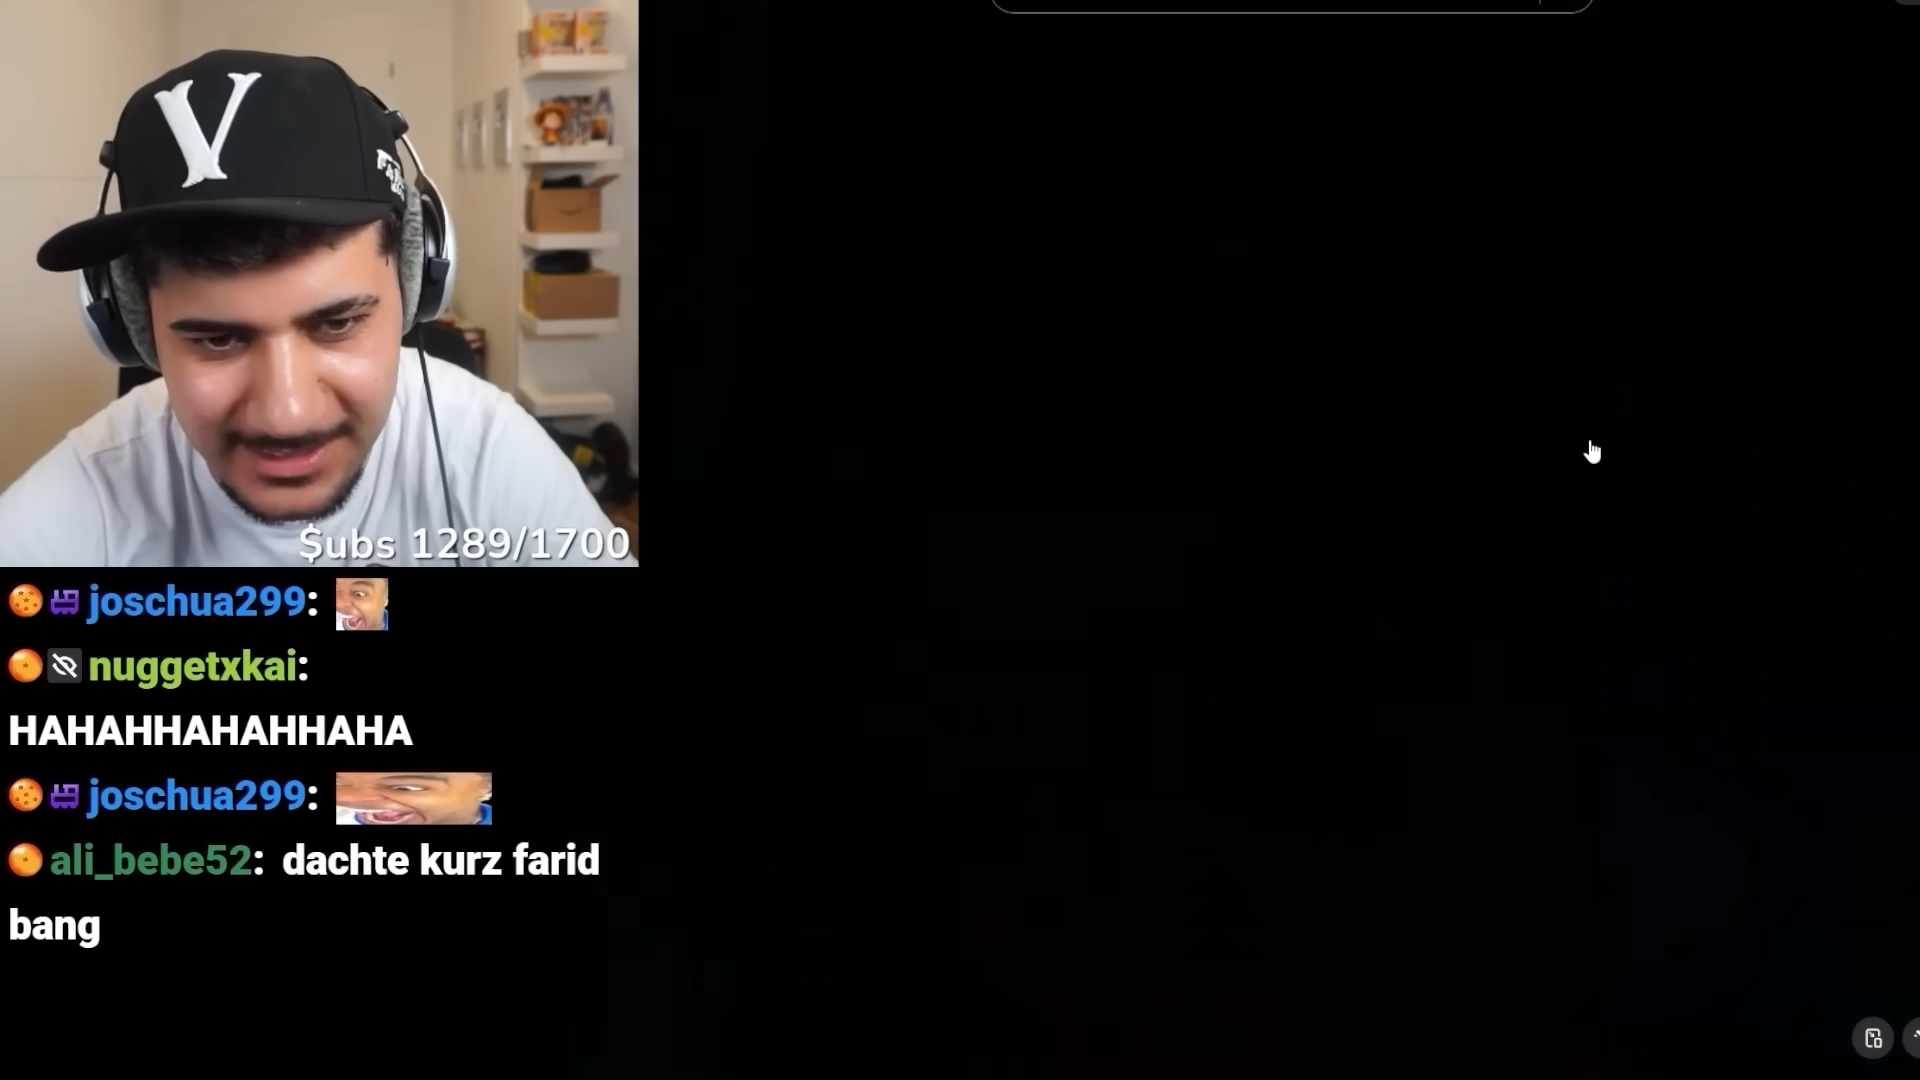 V
$ubs 1289/1700
joschua299:
nuggetxkai:
HAHAHHAHAHHAHA
joschua299:
ali_bebe52: dachte kurz farid
bang